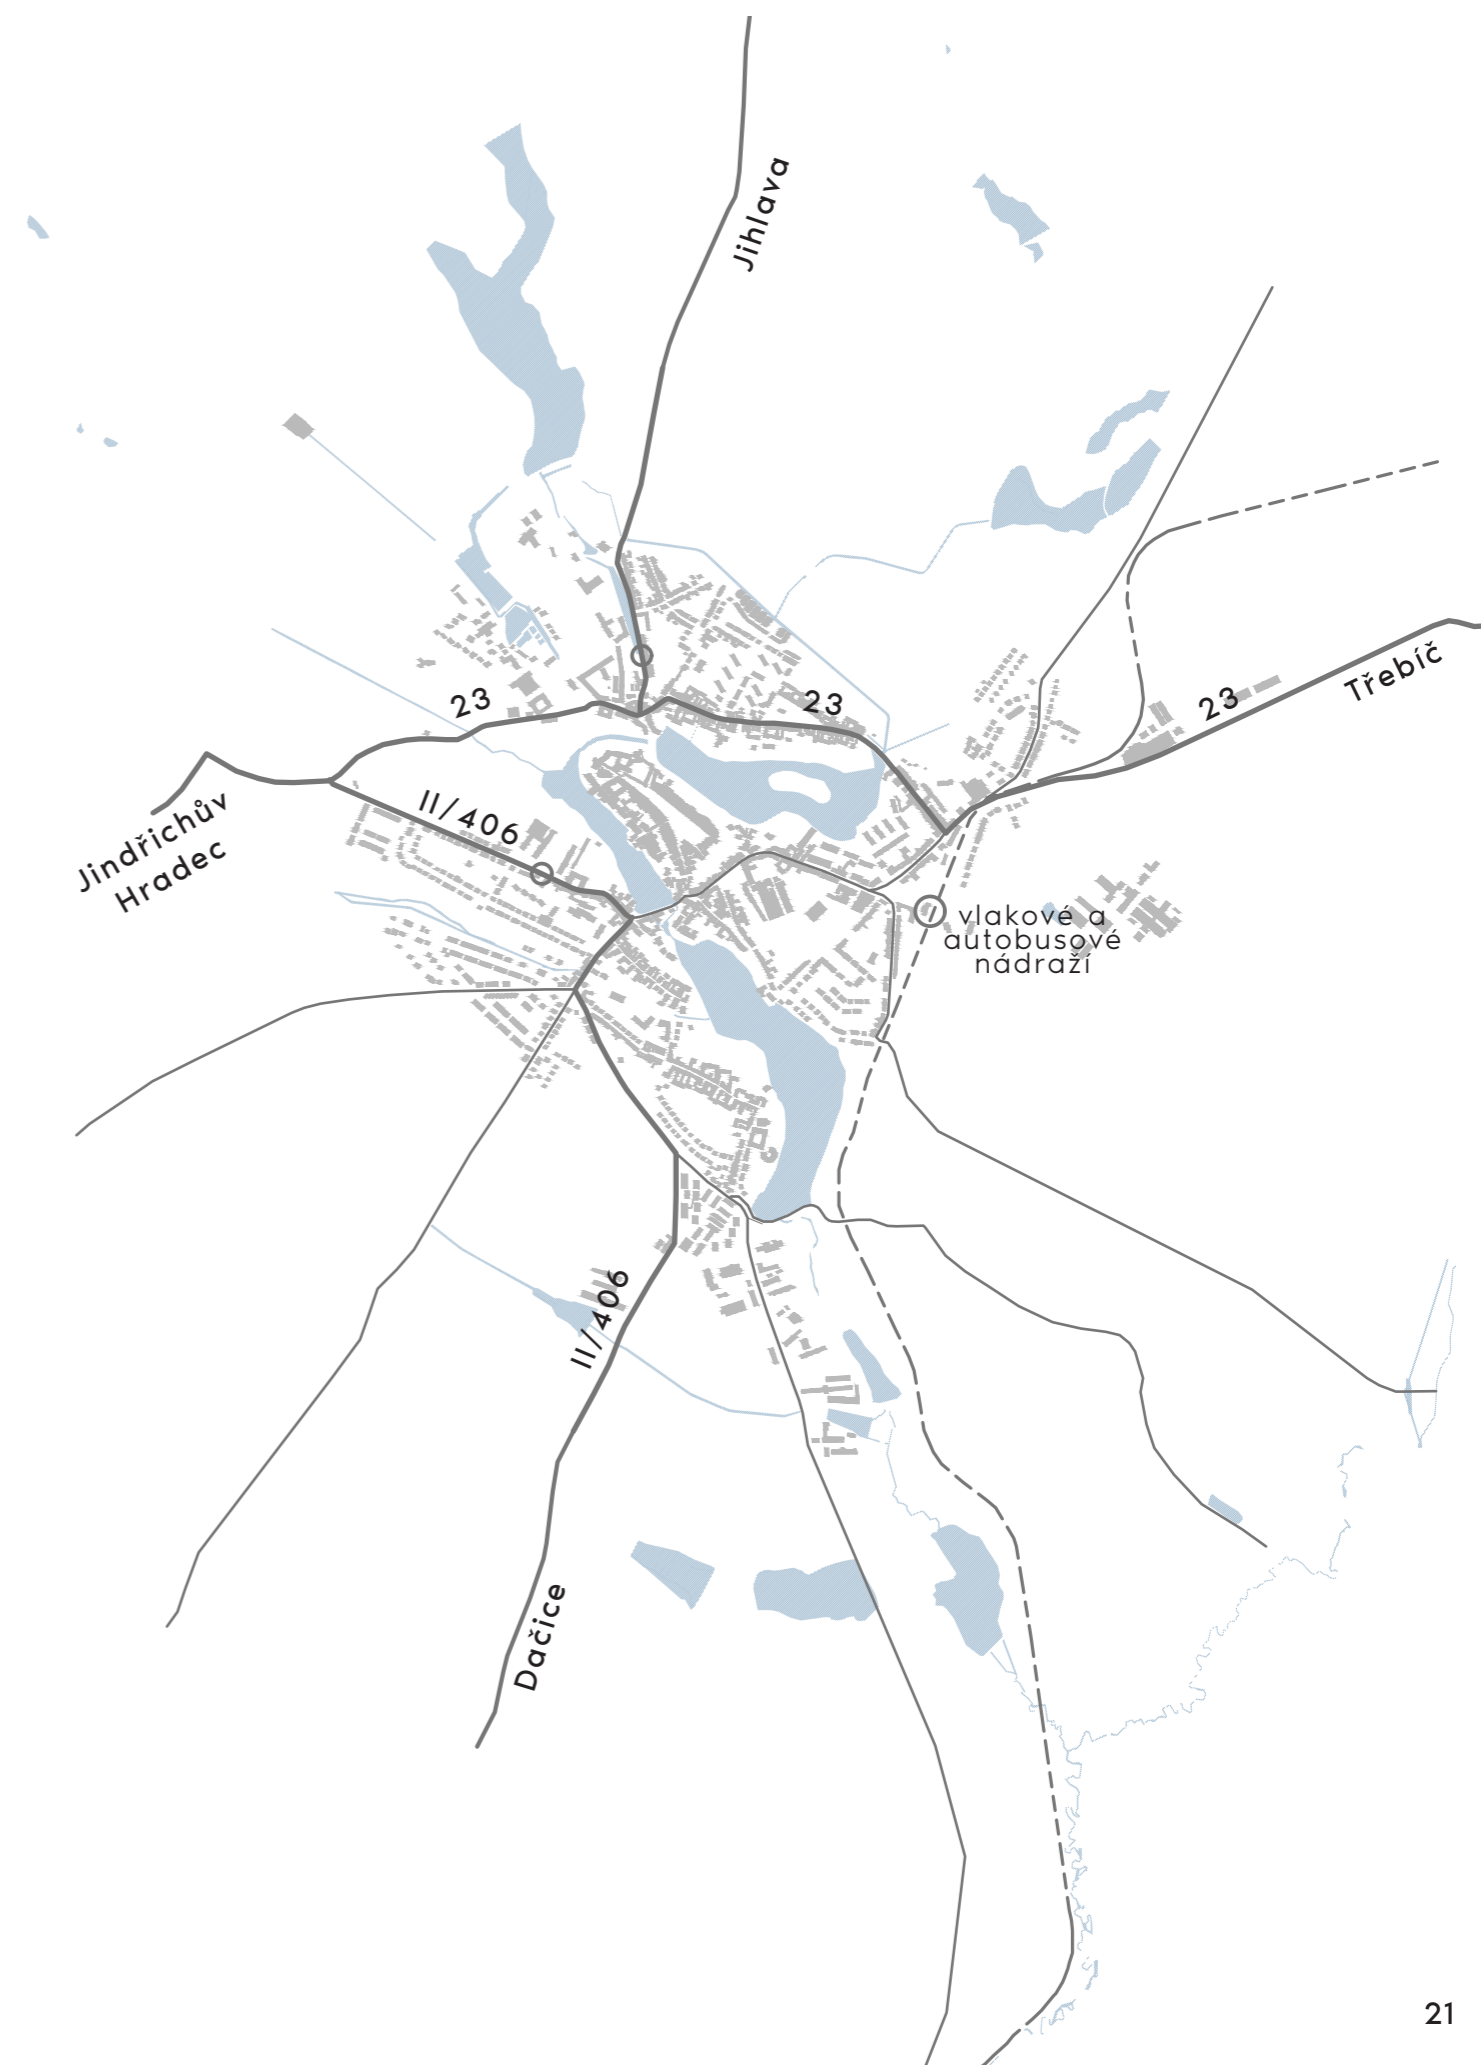 Jihlava
23
23
23
Třebíč
II/406
Jindřichův
Hradec
vlakové a
autobusové
nádraží
II/406
Dačice
21